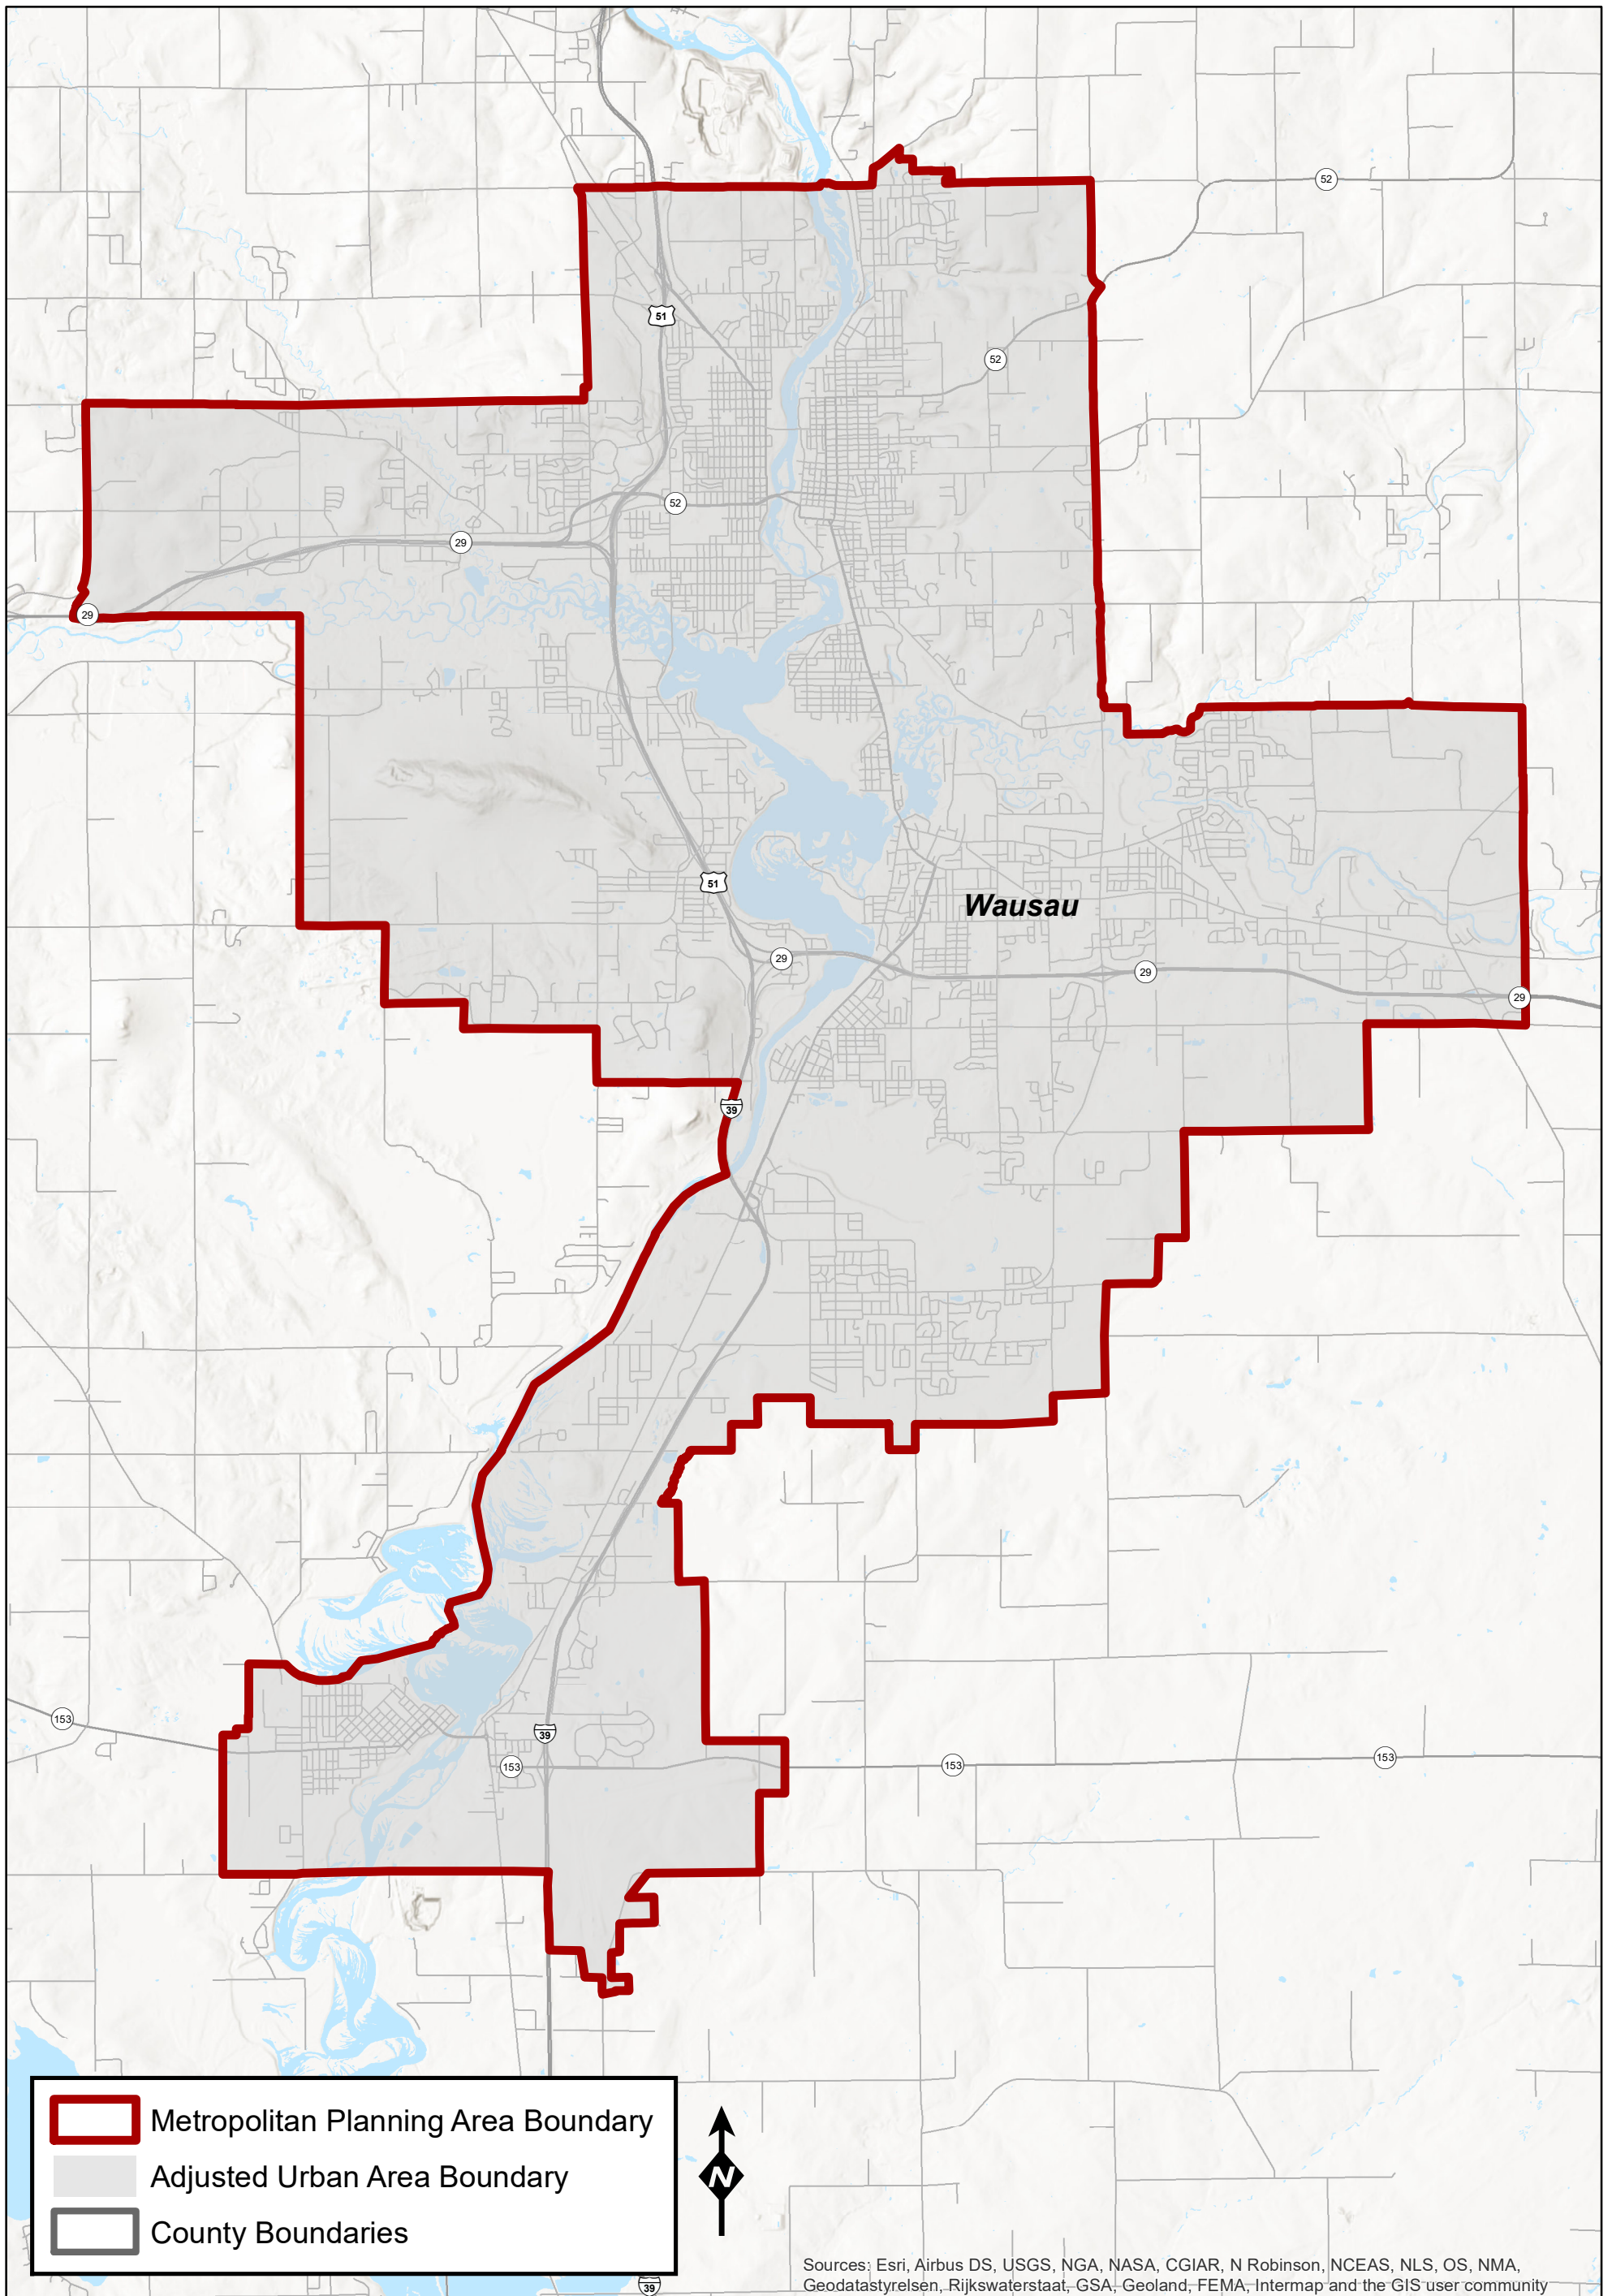 52
51
52
52
29
29
51
Wausau
29
29
29
39
153
39
153
153
153
Metropolitan Planning Area Boundary
Adjusted Urban Area Boundary
County Boundaries
N
39
Sources: Esri, Airbus DS, USGS, NGA, NASA, CGIAR, N Robinson, NCEAS, NLS, OS, NMA,
Geodatastyrelsen, Rijkswaterstaat, GSA, Geoland, FEMA, Intermap and the GIS user community